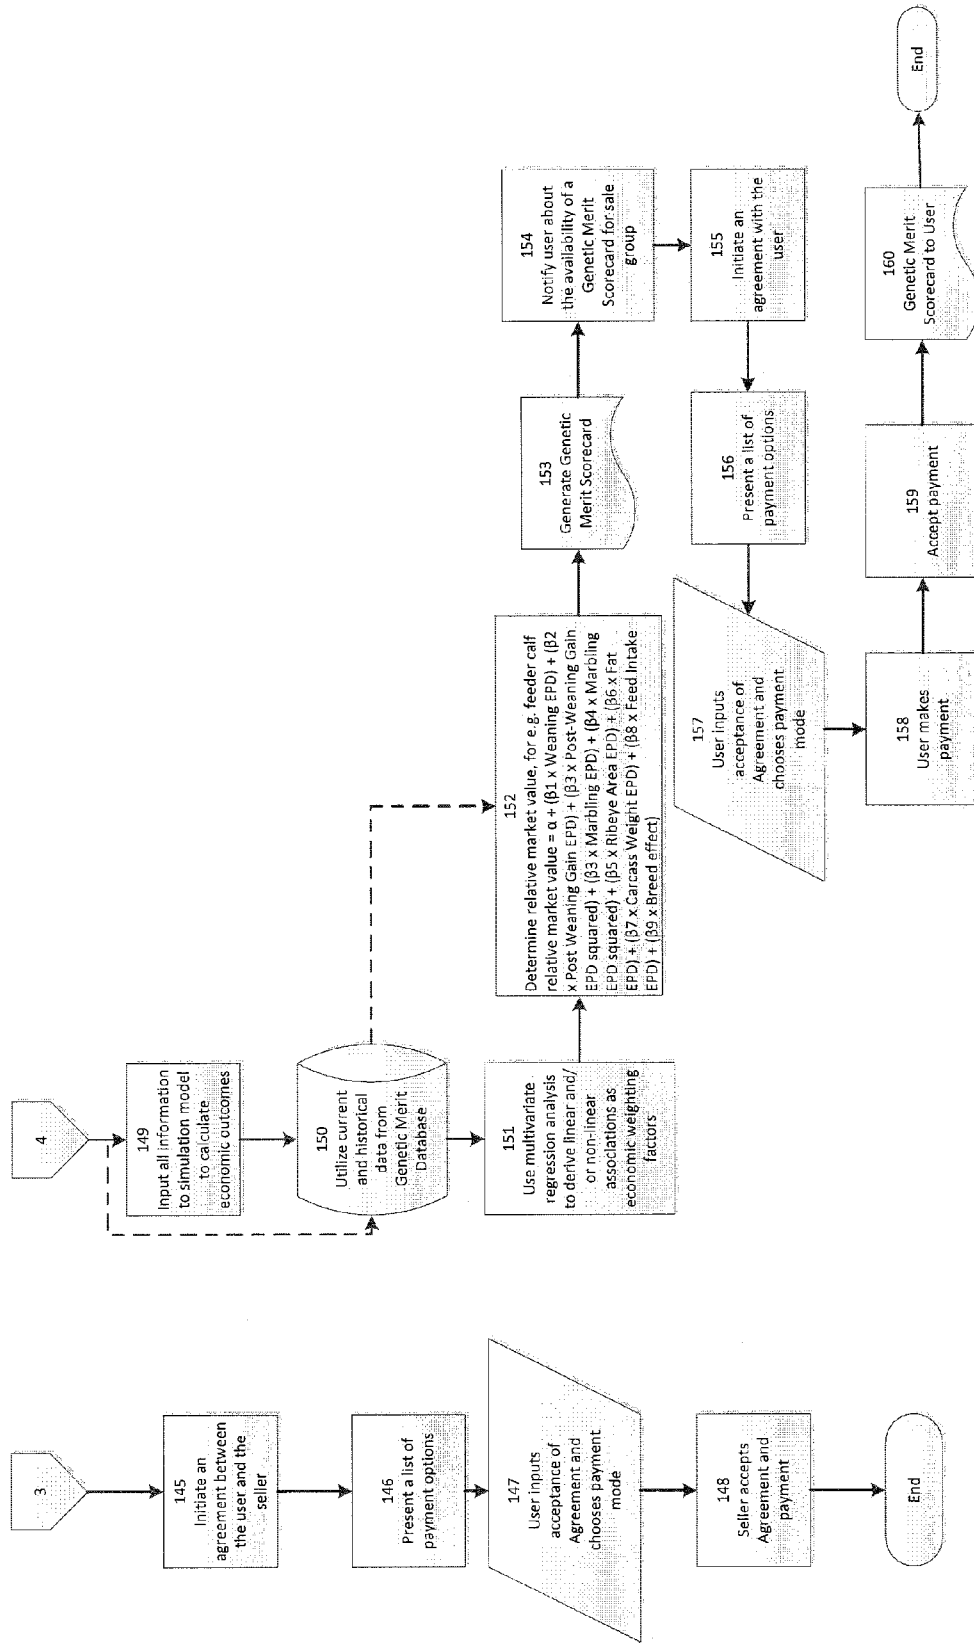 3
145
Initiate an
agreement between
the user and the
seller
146
Present a list of
payment options
147
User inputs
acceptance of
Agreement and
chooses payment
mode
148
Seller accepts
Agreement and
payment
End
4
149
Input all information
to simulation model
to calculate
economic outcomes
150
Utilize current
and historical
data from
Genetic Merit
Database
151
Use multivariate
regression analysis
to derive linear and/
or non-linear
associations as
economic weighting
factors
152
Determine relative market value, for e.g. feeder calf
relative market value = α + (β1 x Weaning EPD) + (β2
x Post Weaning Gain EPD) + (β3 x Post-Weaning Gain
EPD squared) + (β3 x Marbling EPD) + (β4 x Marbling
EPD squared) + (β5 x Ribeye Area EPD) + (β6 x Fat
EPD) + (β7 x Carcass Weight EPD) + (β8 x Feed Intake
EPD) + (β9 x Breed effect)
153
Generate Genetic
Merit Scorecard
154
Notify user about
the availability of a
Genetic Merit
Scorecard for sale
group
155
Initiate an
agreement with the
user
156
Present a list of
payment options
157
User inputs
acceptance of
Agreement and
chooses payment
mode
158
User makes
payment
159
Accept payment
160
Genetic Merit
Scorecard to User
End